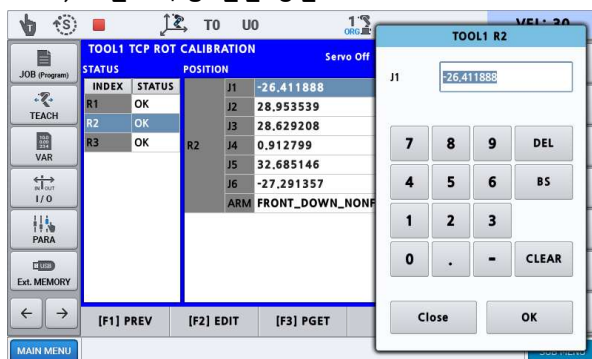 T0 U0 ORG. VEL: 30
JOB (Program)
TEACH
VAR
IN OUT
I/O
PARA
USB
Ext. MEMORY
MAIN MENU
TOOL1 TCP ROT CALIBRATION
Servo Off
STATUS POSITION
INDEX STATUS
R1 OK
R2 OK
R3 OK
R2
J1 -26.411888
J2 28.953539
J3 28.629208
J4 0.912799
J5 32.685146
J6 -27.291357
ARM FRONT_DOWN_NONF
[F1] PREV [F2] EDIT [F3] PGET
TOOL1 R2
J1 -26.411888
7 8 9 DEL
4 5 6 BS
1 2 3
0 . - CLEAR
Close OK